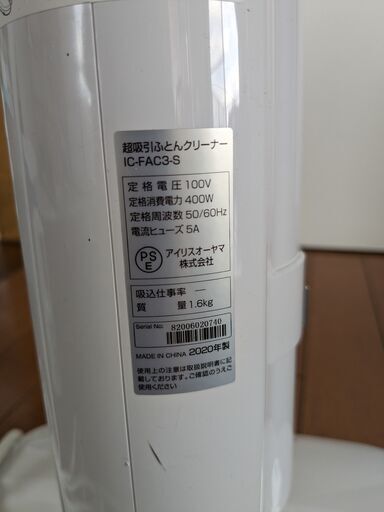 超吸引ふとんクリーナー
IC-FAC3-S
定格電圧 100V
定格消費電力 400W
定格周波数 50/60Hz
電流ヒューズ 5A
PS
E
アイリスオーヤマ
株式会社
吸込仕事率 ―
質 量 1.6kg
Serial No: 82006020740
MADE IN CHINA 2020年製
使用上の注意は取扱説明書に記
載しております。ご確認のうえご
使用ください。